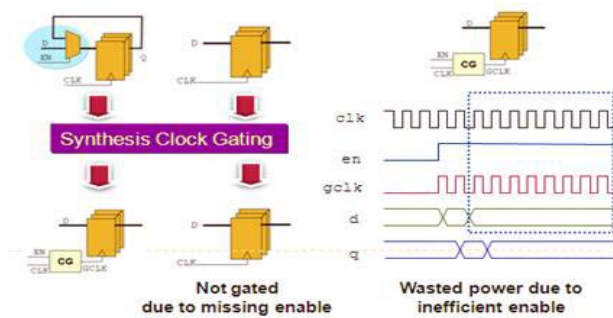 D
EN
Q
CLK
D
CLK
Synthesis Clock Gating
D
EN
CLK
CG
GCLK
D
CLK
Not gated
due to missing enable
D
EN
CLK
CG
GCLK
clk
en
gclk
d
q
Wasted power due to
inefficient enable